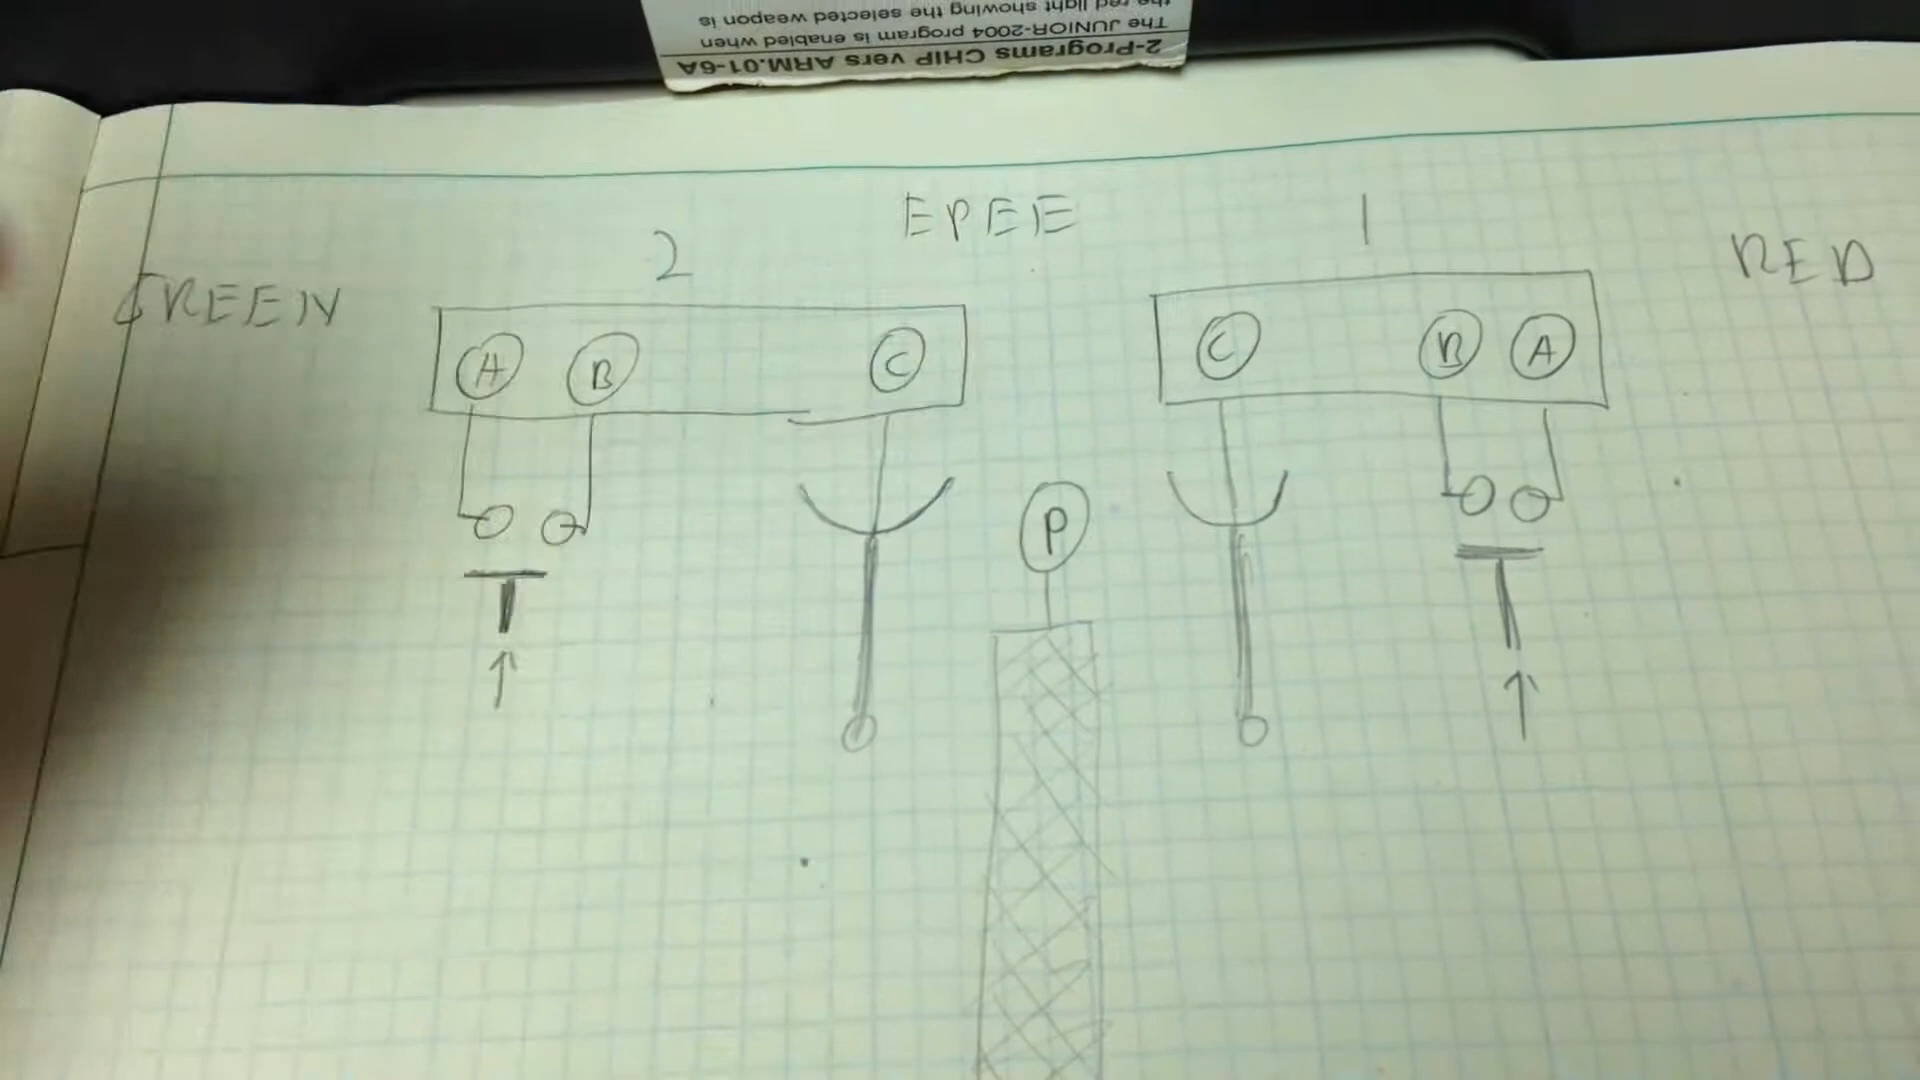 the red light showing the selected weapon is
The JUNIOR-2004 program is enabled when
2-Programs CHIP vers ARM.01-6A
EPEE
2
1
GREEN
RED
A B C
C B A
P